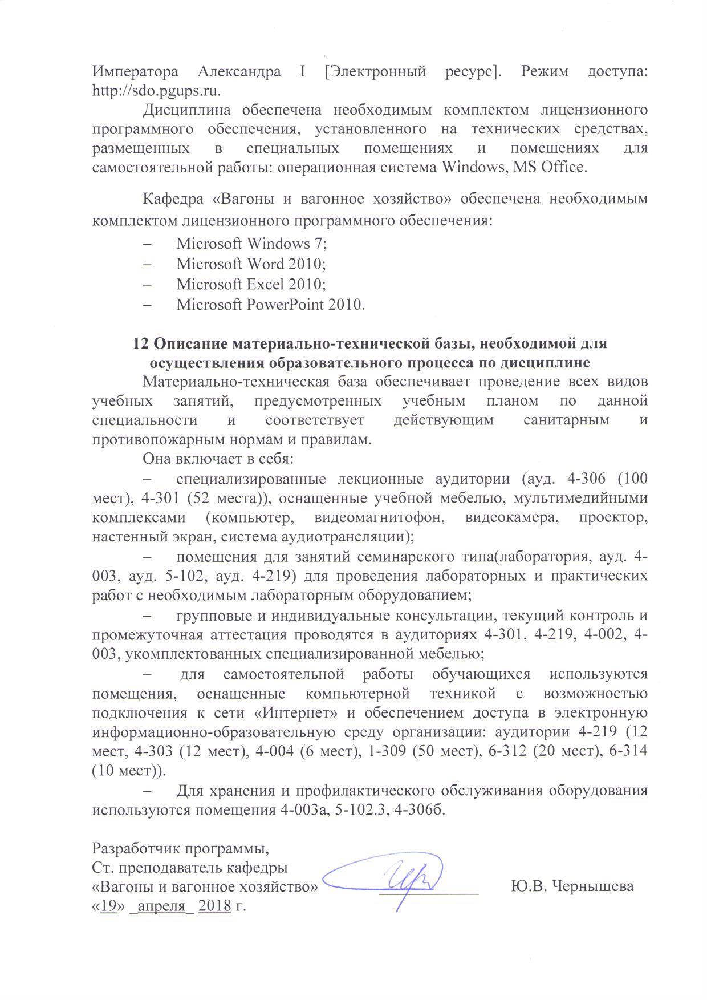 Императора Александра I [Электронный ресурс]. Режим доступа:
http://sdo.pgups.ru.
Дисциплина обеспечена необходимым комплектом лицензионного
программного обеспечения, установленного на технических средствах,
размещенных в специальных помещениях и помещениях для
самостоятельной работы: операционная система Windows, MS Office.
Кафедра «Вагоны и вагонное хозяйство» обеспечена необходимым
комплектом лицензионного программного обеспечения:
– Microsoft Windows 7;
– Microsoft Word 2010;
– Microsoft Excel 2010;
– Microsoft PowerPoint 2010.
12 Описание материально-технической базы, необходимой для
осуществления образовательного процесса по дисциплине
Материально-техническая база обеспечивает проведение всех видов
учебных занятий, предусмотренных учебным планом по данной
специальности и соответствует действующим санитарным и
противопожарным нормам и правилам.
Она включает в себя:
– специализированные лекционные аудитории (ауд. 4-306 (100
мест), 4-301 (52 места)), оснащенные учебной мебелью, мультимедийными
комплексами (компьютер, видеомагнитофон, видеокамера, проектор,
настенный экран, система аудиотрансляции);
– помещения для занятий семинарского типа(лаборатория, ауд. 4-
003, ауд. 5-102, ауд. 4-219) для проведения лабораторных и практических
работ с необходимым лабораторным оборудованием;
– групповые и индивидуальные консультации, текущий контроль и
промежуточная аттестация проводятся в аудиториях 4-301, 4-219, 4-002, 4-
003, укомплектованных специализированной мебелью;
– для самостоятельной работы обучающихся используются
помещения, оснащенные компьютерной техникой с возможностью
подключения к сети «Интернет» и обеспечением доступа в электронную
информационно-образовательную среду организации: аудитории 4-219 (12
мест, 4-303 (12 мест), 4-004 (6 мест), 1-309 (50 мест), 6-312 (20 мест), 6-314
(10 мест)).
– Для хранения и профилактического обслуживания оборудования
используются помещения 4-003а, 5-102.3, 4-306б.
Разработчик программы,
Ст. преподаватель кафедры
«Вагоны и вагонное хозяйство» ____________ Ю.В. Чернышева
«19» _апреля_ 2018 г.